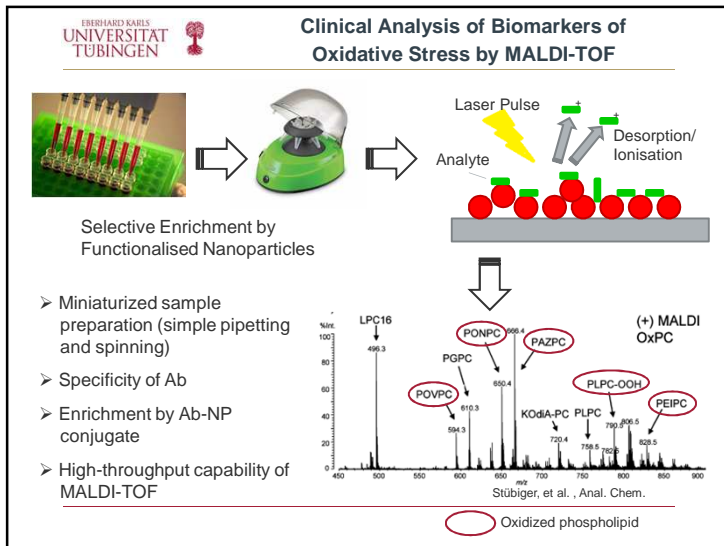 EBERHARD KARLS
UNIVERSITÄT
TÜBINGEN
Clinical Analysis of Biomarkers of
Oxidative Stress by MALDI-TOF
Laser Pulse
Desorption/
Ionisation
Analyte
+
+
Selective Enrichment by
Functionalised Nanoparticles
➢ Miniaturized sample
preparation (simple pipetting
and spinning)
➢ Specificity of Ab
➢ Enrichment by Ab-NP
conjugate
➢ High-throughput capability of
MALDI-TOF
LPC16
(+) MALDI
OxPC
%Int.
100
80
60
40
20
0
496.3
POVPC
594.3
PGPC
610.3
PONPC
650.4
666.4
PAZPC
KOdiA-PC
720.4
PLPC
758.5
782.5
PLPC-OOH
790.5
806.5
PEIPC
828.5
450 500 550 600 650 700 750 800 850 900
m/z
Stübiger, et al. , Anal. Chem.
Oxidized phospholipid